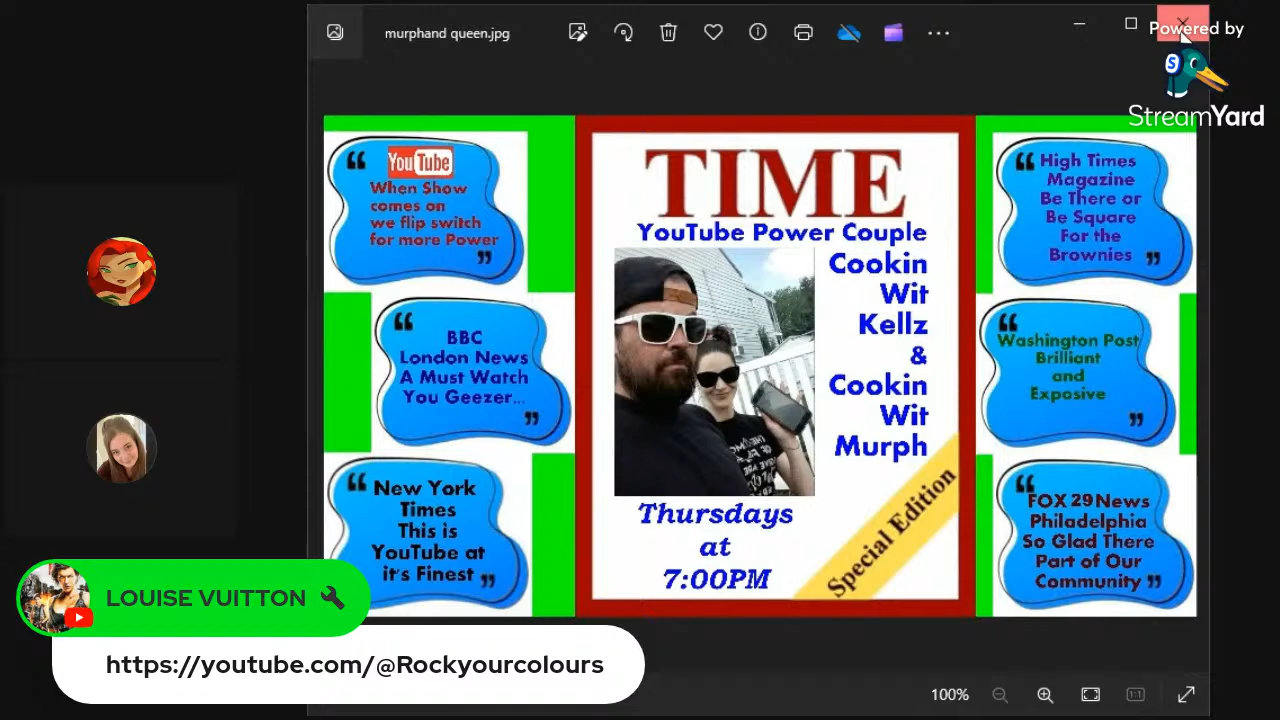 murphand queen.jpg
Powered by
StreamYard
YouTube
When Show
comes on
we flip switch
for more Power
BBC
London News
A Must Watch
You Geezer...
New York
Times
This is
YouTube at
it's Finest
TIME
YouTube Power Couple
Cookin
Wit
Kellz
&
Cookin
Wit
Murph
Thursdays
at
7:00PM
Special Edition
High Times
Magazine
Be There or
Be Square
For the
Brownies
Washington Post
Brilliant
and
Exposive
FOX 29 News
Philadelphia
So Glad There
Part of Our
Community
LOUISE VUITTON
https://youtube.com/@Rockyourcolours
100%
1:1